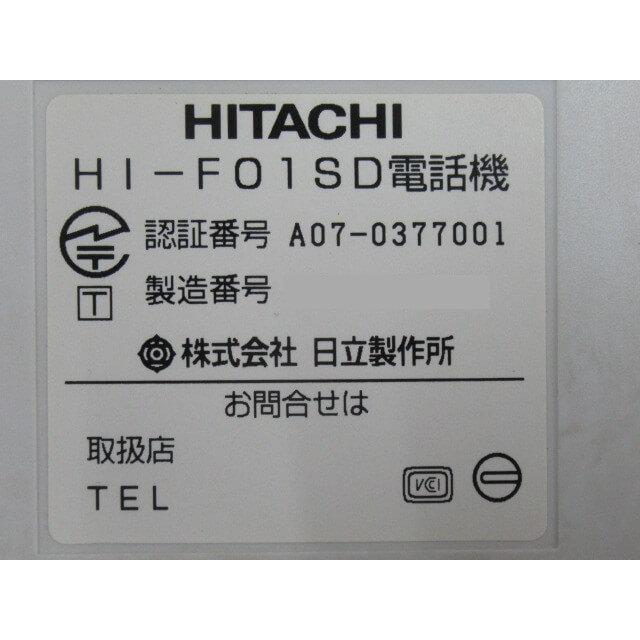 HITACHI
HI-F01SD電話機
認証番号 A07-0377001
T 製造番号
株式会社 日立製作所
お問合せは
取扱店
TEL
VCCI